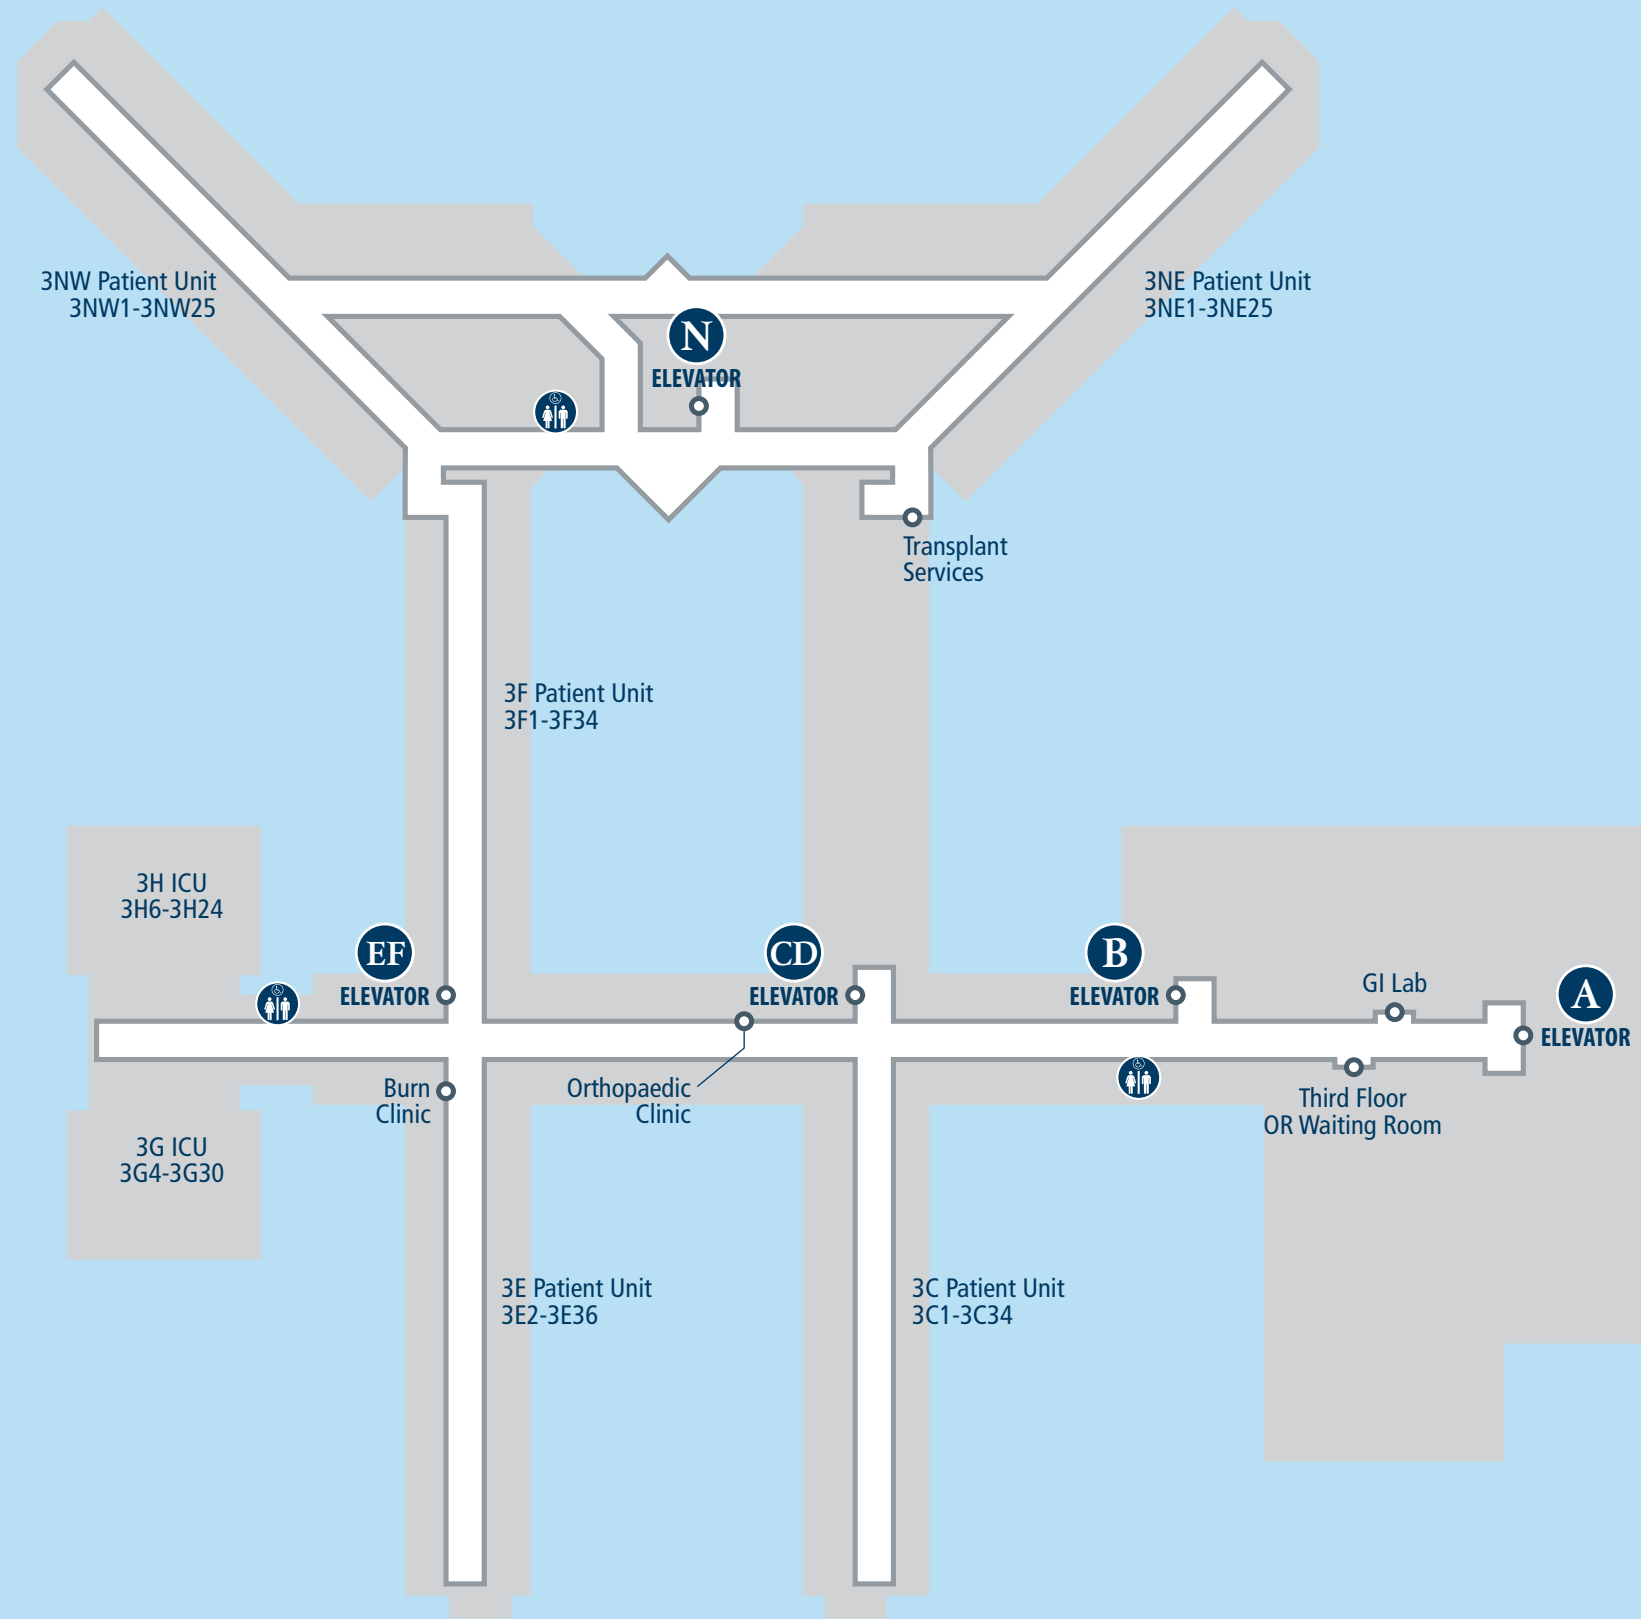 3NW Patient Unit
3NW1-3NW25
3NE Patient Unit
3NE1-3NE25
N
ELEVATOR
Transplant
Services
3F Patient Unit
3F1-3F34
3H ICU
3H6-3H24
EF
ELEVATOR
CD
ELEVATOR
B
ELEVATOR
GI Lab
A
ELEVATOR
Burn
Clinic
Orthopaedic
Clinic
Third Floor
OR Waiting Room
3G ICU
3G4-3G30
3E Patient Unit
3E2-3E36
3C Patient Unit
3C1-3C34